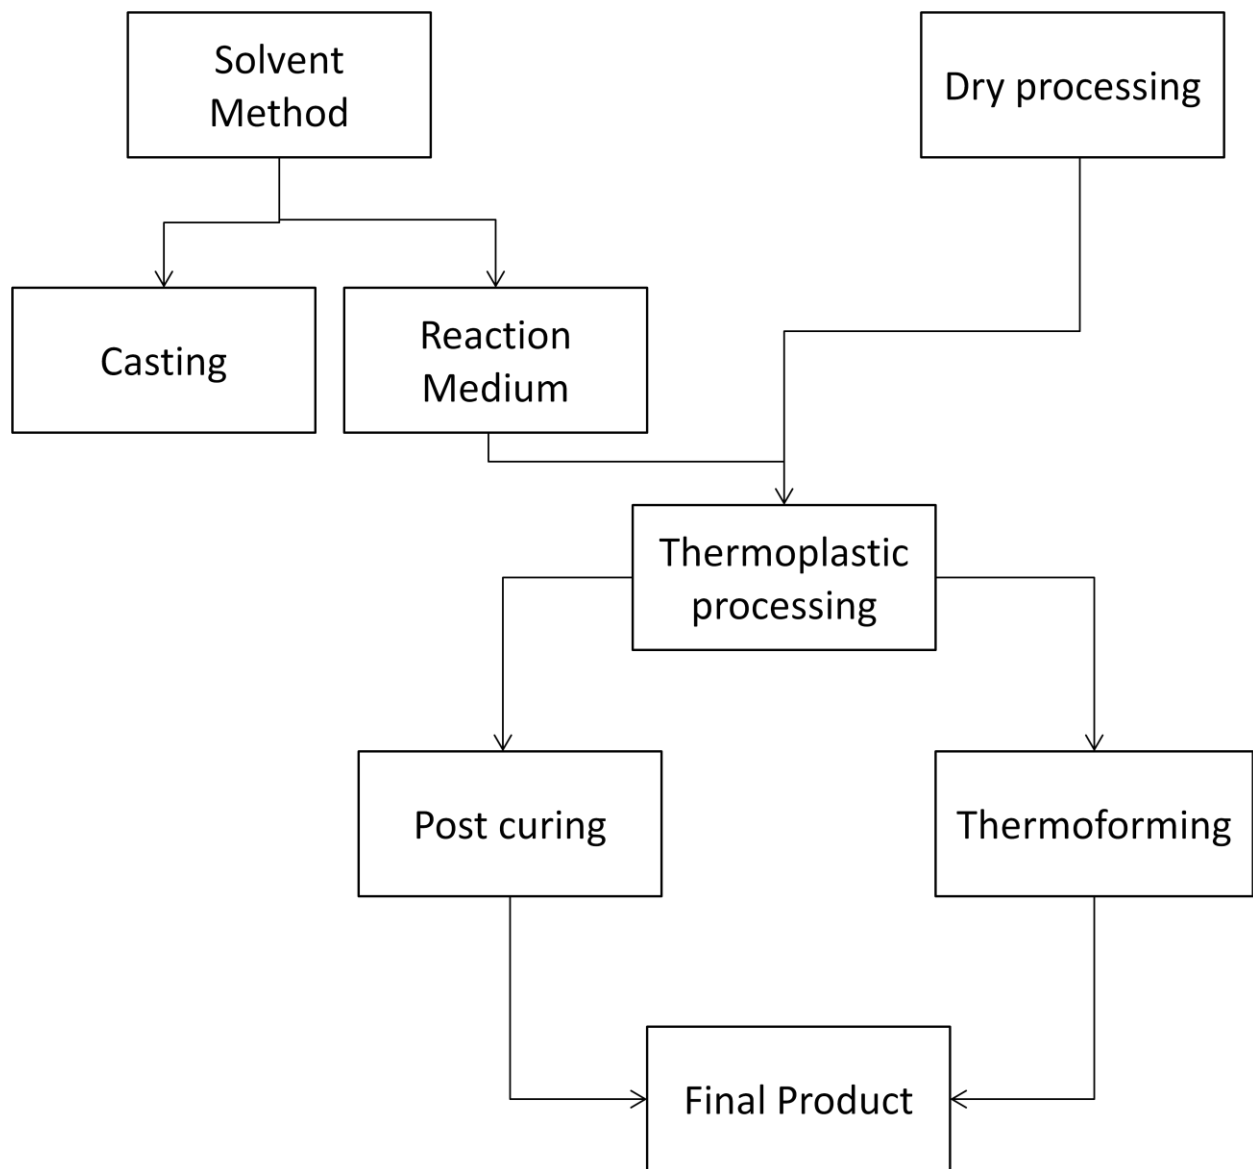 Solvent
Method
Dry processing
Casting
Reaction
Medium
Thermoplastic
processing
Post curing
Thermoforming
Final Product